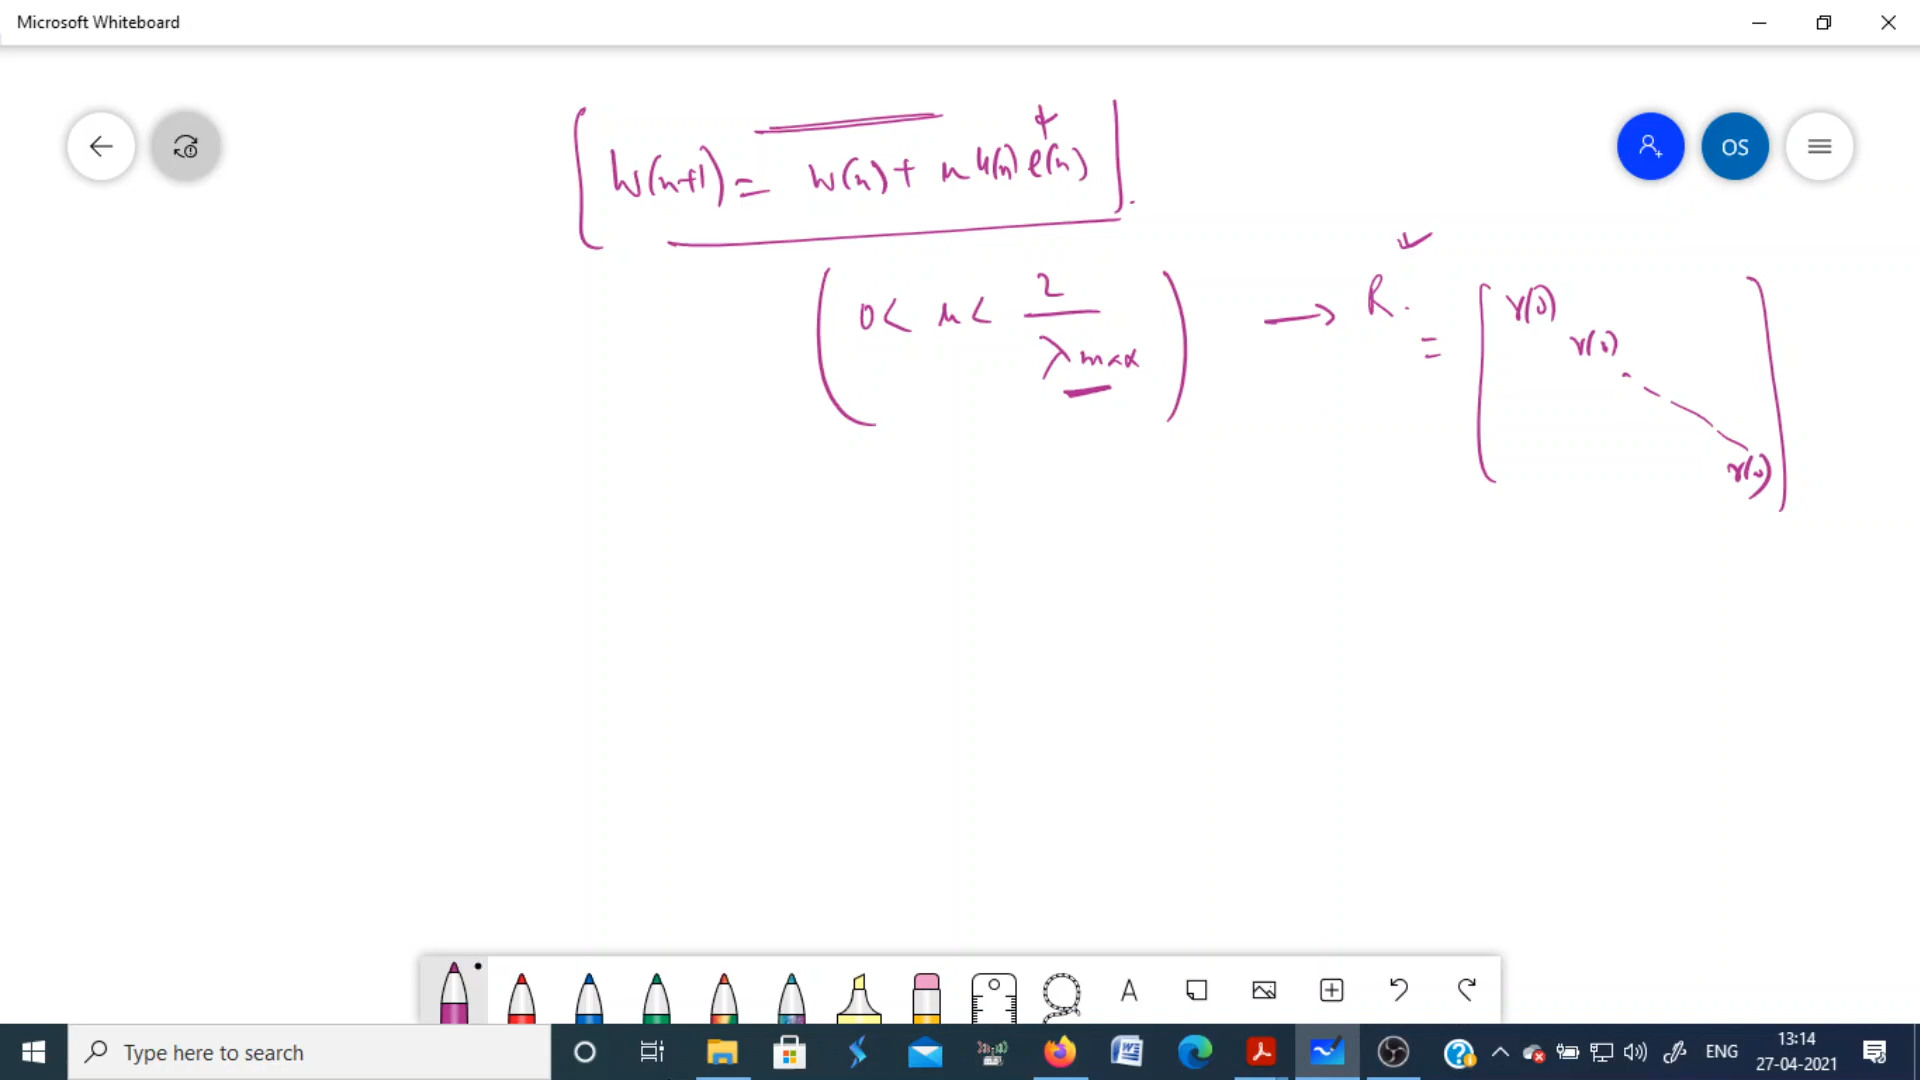 Microsoft Whiteboard
w(n+1) = w(n) + μ u(n) e*(n)
OS
0 < μ < 2 / λmax → R = [ r(0)
r(0)
r(0) ]
A
Type here to search
ENG
13:14
27-04-2021